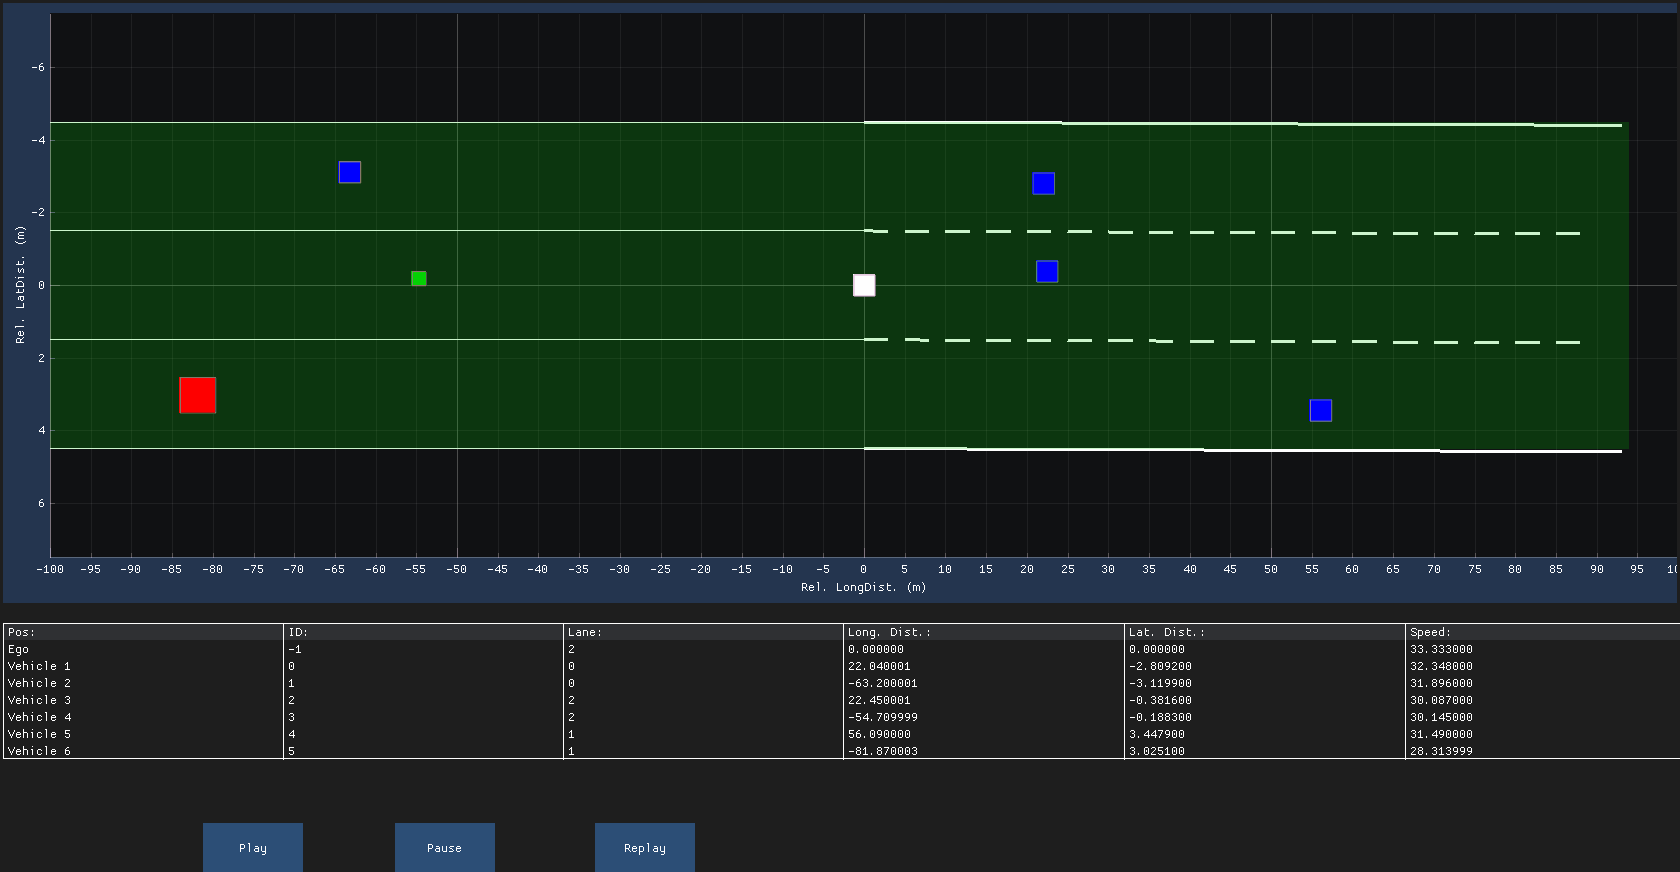 -6
-4
-2
0
2
4
6
Rel. LatDist. (m)
-100 -95 -90 -85 -80 -75 -70 -65 -60 -55 -50 -45 -40 -35 -30 -25 -20 -15 -10 -5 0 5 10 15 20 25 30 35 40 45 50 55 60 65 70 75 80 85 90 95
Rel. LongDist. (m)
Pos: ID: Lane: Long. Dist.: Lat. Dist.: Speed:
Ego -1 2 0.000000 0.000000 33.333000
Vehicle 1 0 0 22.040001 -2.809200 32.348000
Vehicle 2 1 0 -63.200001 -3.119900 31.896000
Vehicle 3 2 2 22.450001 -0.381600 30.087000
Vehicle 4 3 2 -54.709999 -0.188300 30.145000
Vehicle 5 4 1 56.090000 3.447900 31.490000
Vehicle 6 5 1 -81.870003 3.025100 28.313999
Play Pause Replay